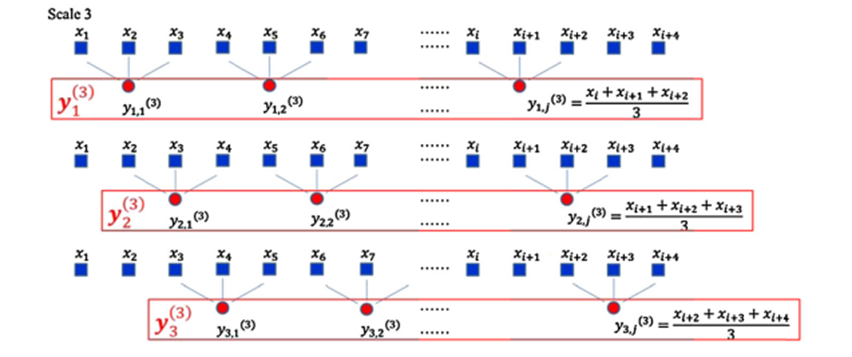 Scale 3
x₁ x₂ x₃ x₄ x₅ x₆ x₇ ...... xᵢ xᵢ₊₁ xᵢ₊₂ xᵢ₊₃ xᵢ₊₄
......
y₁⁽³⁾ y₁,₁⁽³⁾ y₁,₂⁽³⁾ ...... ...... y₁,ⱼ⁽³⁾ = (xᵢ + xᵢ₊₁ + xᵢ₊₂)/3
x₁ x₂ x₃ x₄ x₅ x₆ x₇ ...... xᵢ xᵢ₊₁ xᵢ₊₂ xᵢ₊₃ xᵢ₊₄
......
y₂⁽³⁾ y₂,₁⁽³⁾ y₂,₂⁽³⁾ ...... ...... y₂,ⱼ⁽³⁾ = (xᵢ₊₁ + xᵢ₊₂ + xᵢ₊₃)/3
x₁ x₂ x₃ x₄ x₅ x₆ x₇ ...... xᵢ xᵢ₊₁ xᵢ₊₂ xᵢ₊₃ xᵢ₊₄
y₃⁽³⁾ y₃,₁⁽³⁾ y₃,₂⁽³⁾ ...... ...... y₃,ⱼ⁽³⁾ = (xᵢ₊₂ + xᵢ₊₃ + xᵢ₊₄)/3